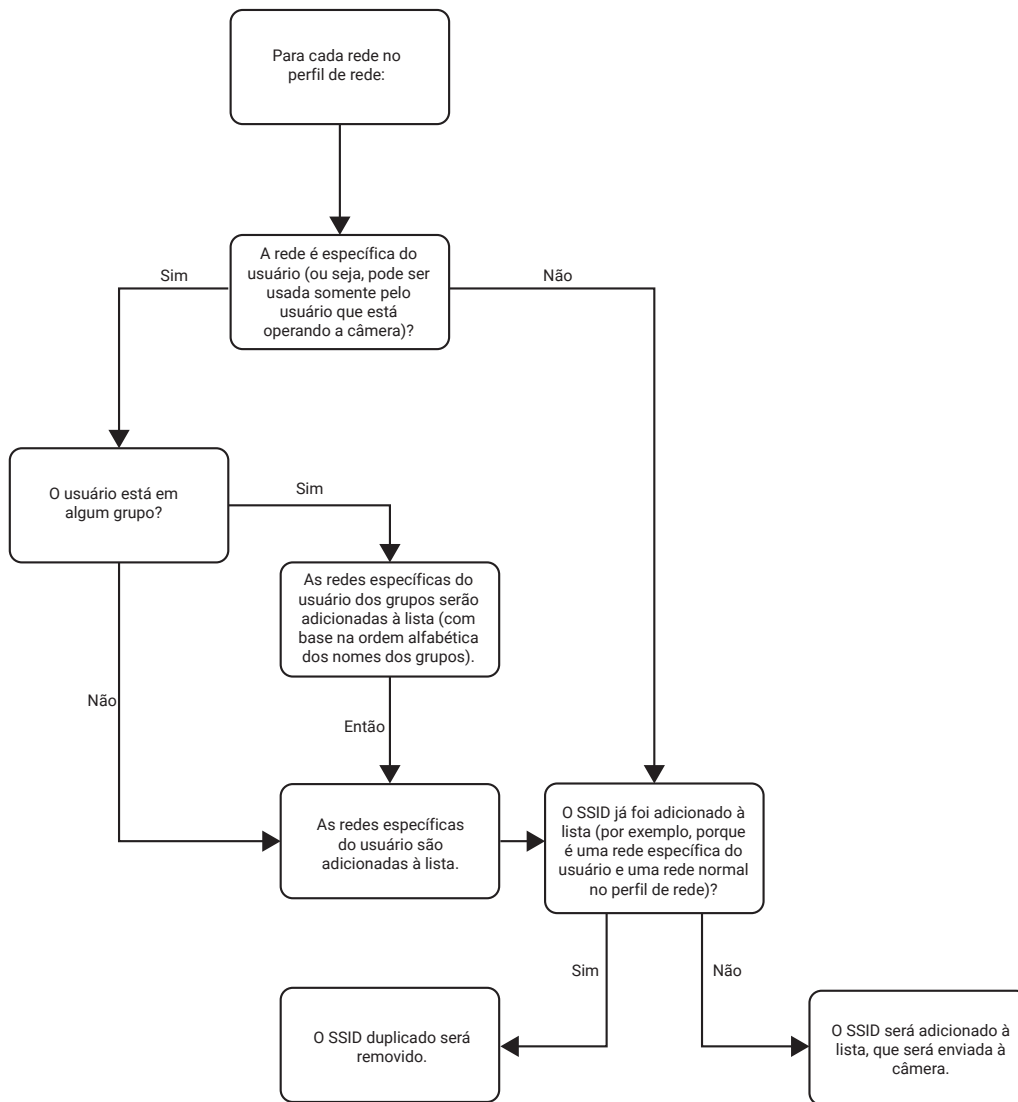 Para cada rede no
perfil de rede:
A rede é específica do
usuário (ou seja, pode ser
usada somente pelo
usuário que está
operando a câmera)?
Sim
Não
O usuário está em
algum grupo?
Sim
As redes específicas do
usuário dos grupos serão
adicionadas à lista (com
base na ordem alfabética
dos nomes dos grupos).
Não
Então
As redes específicas
do usuário são
adicionadas à lista.
O SSID já foi adicionado à
lista (por exemplo, porque
é uma rede específica do
usuário e uma rede normal
no perfil de rede)?
Sim
Não
O SSID duplicado será
removido.
O SSID será adicionado à
lista, que será enviada à
câmera.